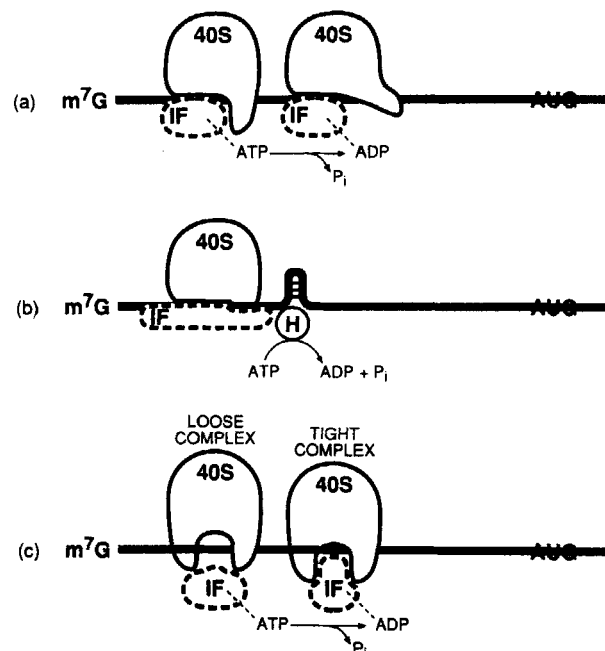 40S 40S
(a) m⁷G IF IF AUG
ATP ADP
Pᵢ
40S
(b) m⁷G IF H AUG
ATP ADP + Pᵢ
LOOSE COMPLEX TIGHT COMPLEX
40S 40S
(c) m⁷G AUG
IF IF
ATP ADP
Pᵢ